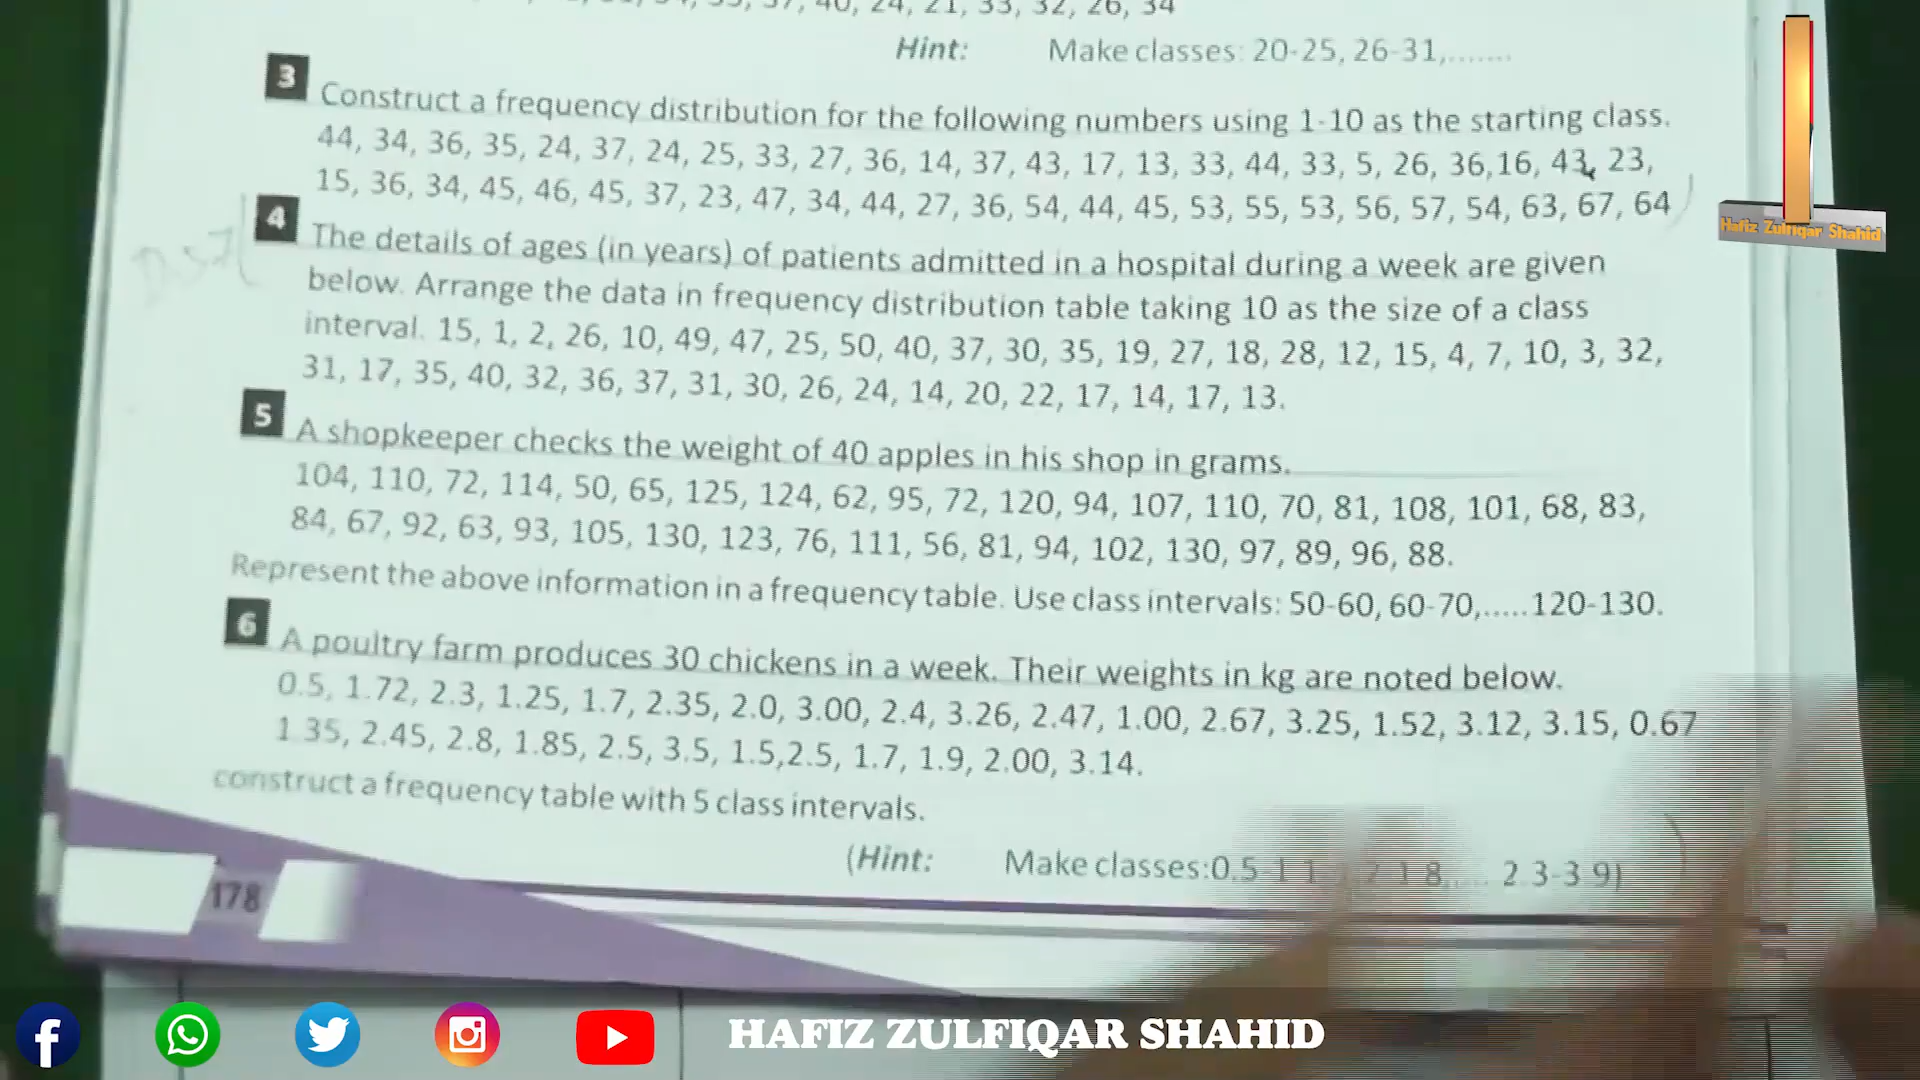 40, 24, 21, 33, 32, 26, 34
Hint: Make classes: 20-25, 26-31,.......
3 Construct a frequency distribution for the following numbers using 1-10 as the starting class.
44, 34, 36, 35, 24, 37, 24, 25, 33, 27, 36, 14, 37, 43, 17, 13, 33, 44, 33, 5, 26, 36,16, 43, 23,
15, 36, 34, 45, 46, 45, 37, 23, 47, 34, 44, 27, 36, 54, 44, 45, 53, 55, 53, 56, 57, 54, 63, 67, 64
Hafiz Zulfiqar Shahid
4 The details of ages (in years) of patients admitted in a hospital during a week are given
below. Arrange the data in frequency distribution table taking 10 as the size of a class
interval. 15, 1, 2, 26, 10, 49, 47, 25, 50, 40, 37, 30, 35, 19, 27, 18, 28, 12, 15, 4, 7, 10, 3, 32,
31, 17, 35, 40, 32, 36, 37, 31, 30, 26, 24, 14, 20, 22, 17, 14, 17, 13.
5 A shopkeeper checks the weight of 40 apples in his shop in grams.
104, 110, 72, 114, 50, 65, 125, 124, 62, 95, 72, 120, 94, 107, 110, 70, 81, 108, 101, 68, 83,
84, 67, 92, 63, 93, 105, 130, 123, 76, 111, 56, 81, 94, 102, 130, 97, 89, 96, 88.
Represent the above information in a frequency table. Use class intervals: 50-60, 60-70,......120-130.
6 A poultry farm produces 30 chickens in a week. Their weights in kg are noted below.
0.5, 1.72, 2.3, 1.25, 1.7, 2.35, 2.0, 3.00, 2.4, 3.26, 2.47, 1.00, 2.67, 3.25, 1.52, 3.12, 3.15, 0.67
1.35, 2.45, 2.8, 1.85, 2.5, 3.5, 1.5,2.5, 1.7, 1.9, 2.00, 3.14.
construct a frequency table with 5 class intervals.
(Hint: Make classes:0.5-1.1
178
HAFIZ ZULFIQAR SHAHID